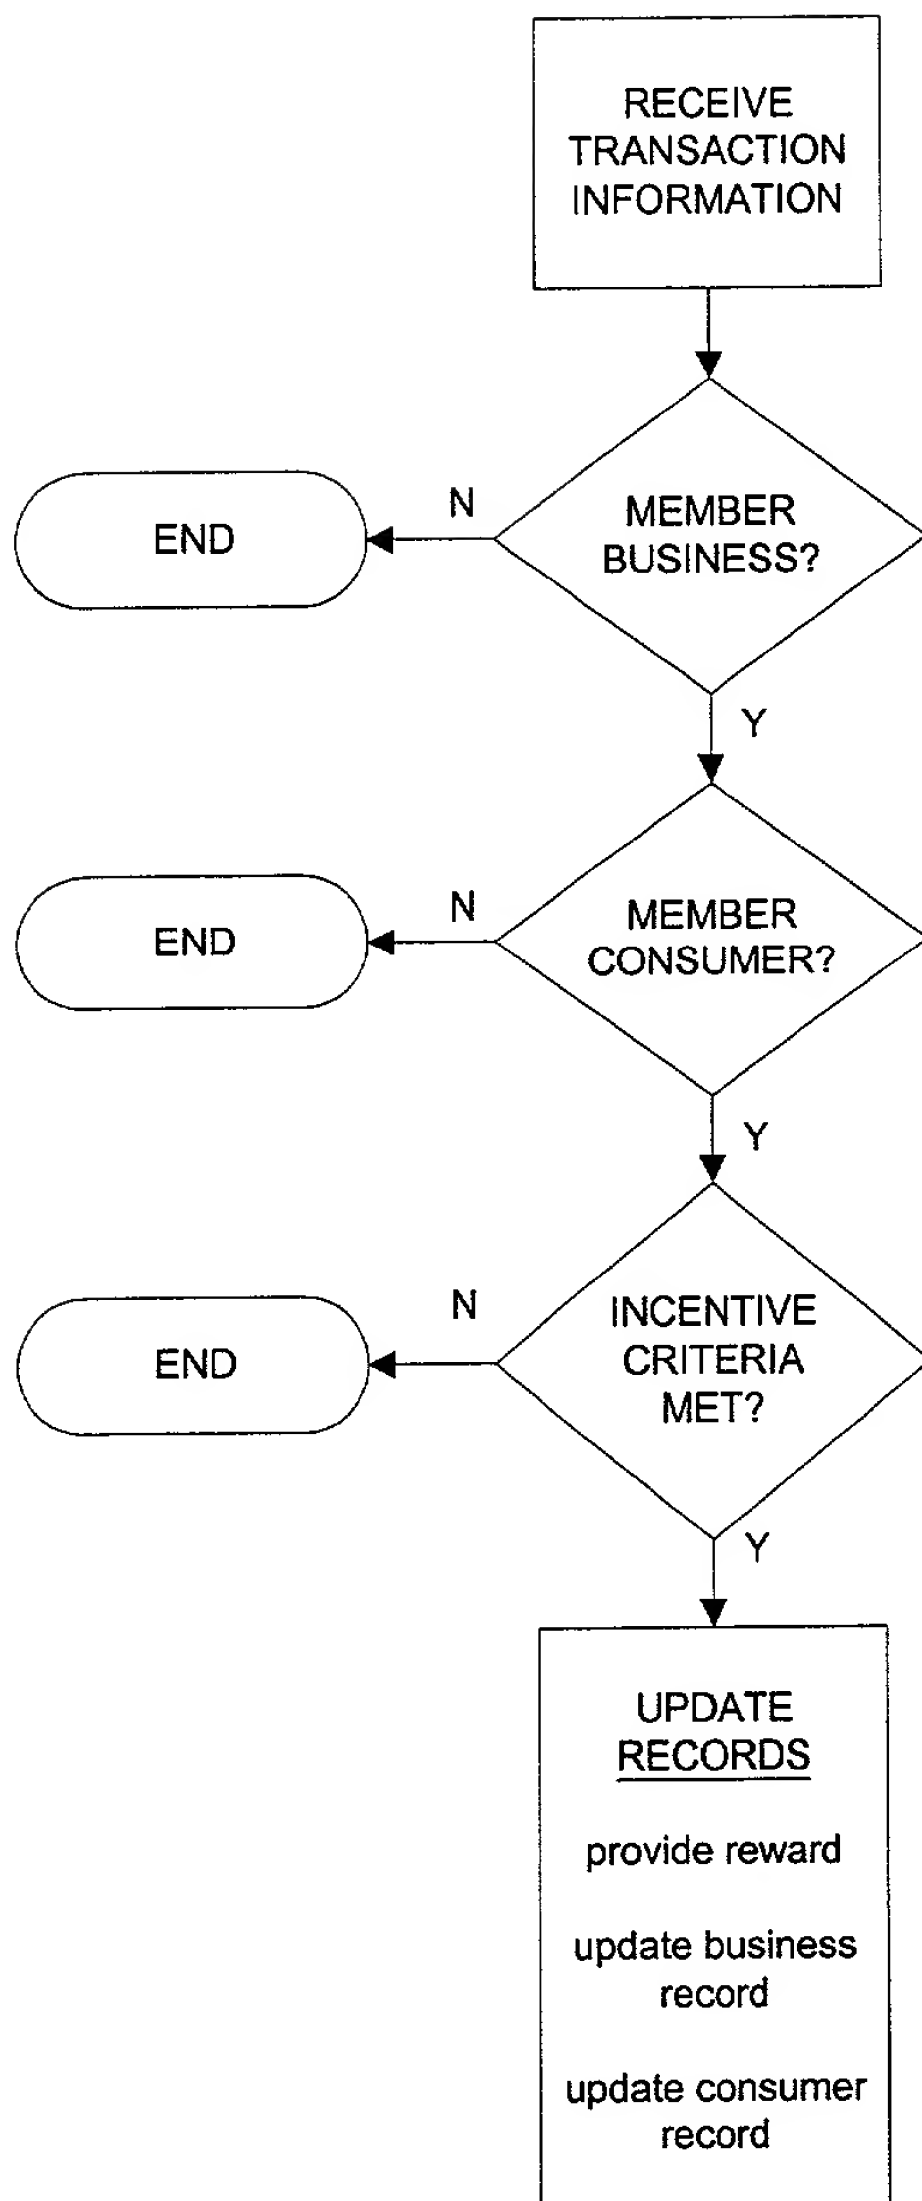 RECEIVE
TRANSACTION
INFORMATION
MEMBER
BUSINESS?
N
END
Y
MEMBER
CONSUMER?
N
END
Y
INCENTIVE
CRITERIA
MET?
N
END
Y
UPDATE
RECORDS
provide reward
update business
record
update consumer
record